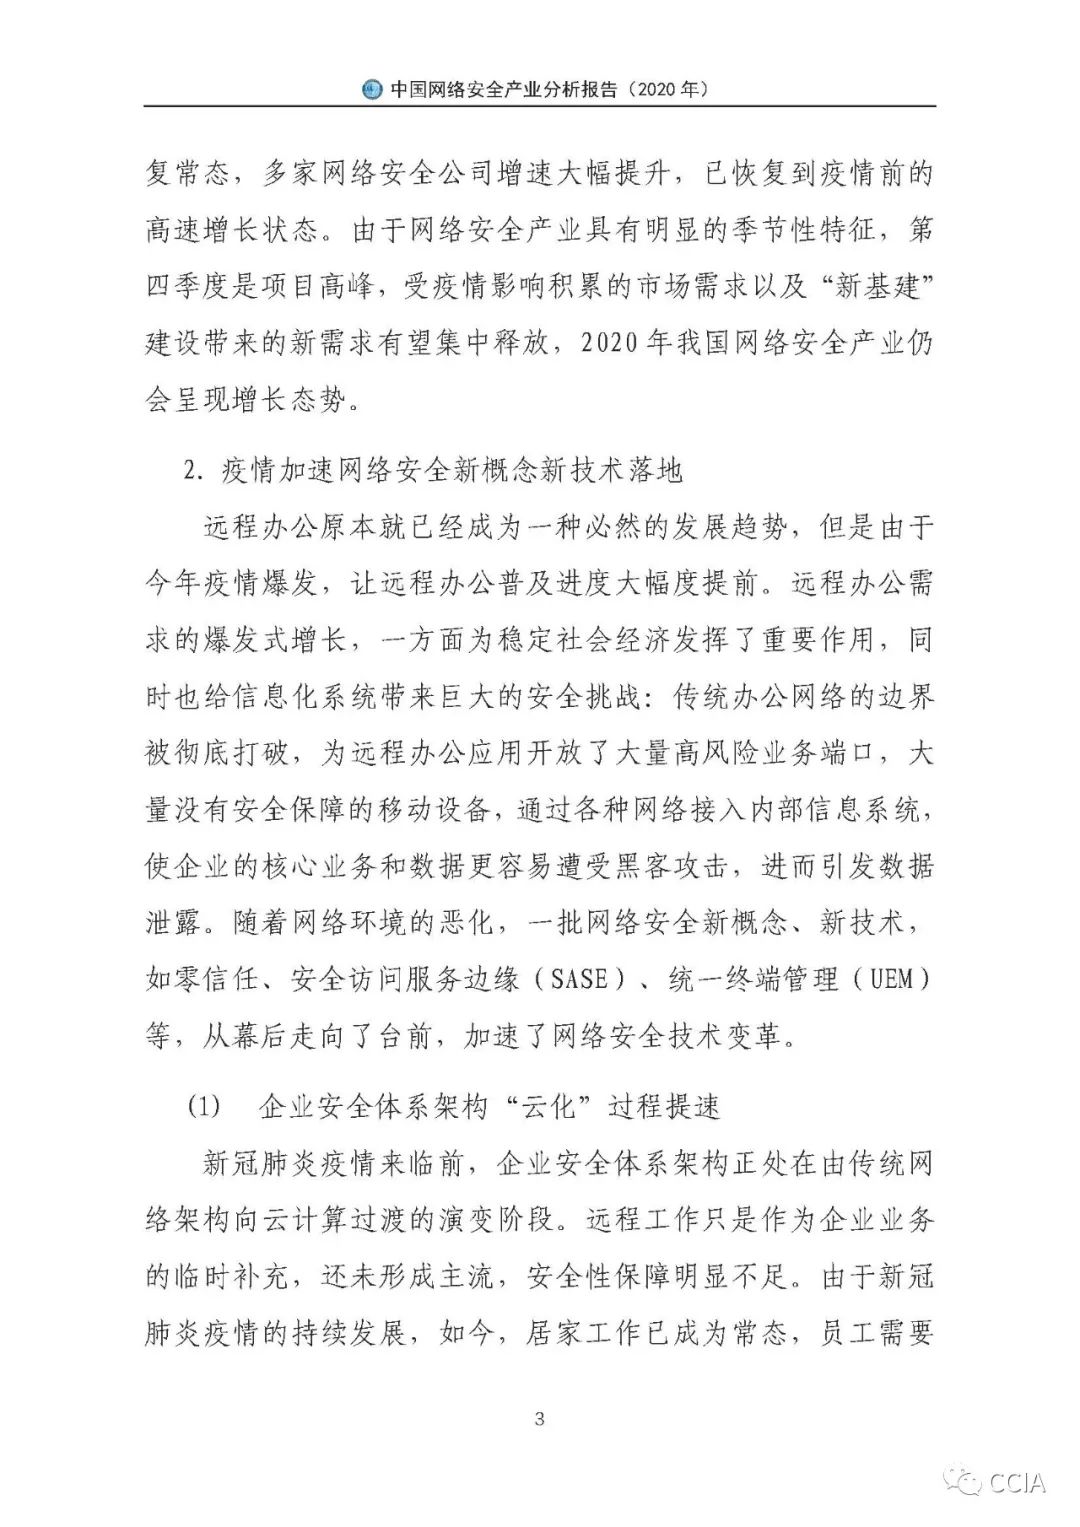 中国网络安全产业分析报告（2020 年）
复常态，多家网络安全公司增速大幅提升，已恢复到疫情前的
高速增长状态。由于网络安全产业具有明显的季节性特征，第
四季度是项目高峰，受疫情影响积累的市场需求以及“新基建”
建设带来的新需求有望集中释放，2020 年我国网络安全产业仍
会呈现增长态势。
2. 疫情加速网络安全新概念新技术落地
远程办公原本就已经成为一种必然的发展趋势，但是由于
今年疫情爆发，让远程办公普及进度大幅度提前。远程办公需
求的爆发式增长，一方面为稳定社会经济发挥了重要作用，同
时也给信息化系统带来巨大的安全挑战：传统办公网络的边界
被彻底打破，为远程办公应用开放了大量高风险业务端口，大
量没有安全保障的移动设备，通过各种网络接入内部信息系统，
使企业的核心业务和数据更容易遭受黑客攻击，进而引发数据
泄露。随着网络环境的恶化，一批网络安全新概念、新技术，
如零信任、安全访问服务边缘（SASE）、统一终端管理（UEM）
等，从幕后走向了台前，加速了网络安全技术变革。
(1) 企业安全体系架构“云化”过程提速
新冠肺炎疫情来临前，企业安全体系架构正处在由传统网
络架构向云计算过渡的演变阶段。远程工作只是作为企业业务
的临时补充，还未形成主流，安全性保障明显不足。由于新冠
肺炎疫情的持续发展，如今，居家工作已成为常态，员工需要
3
CCIA